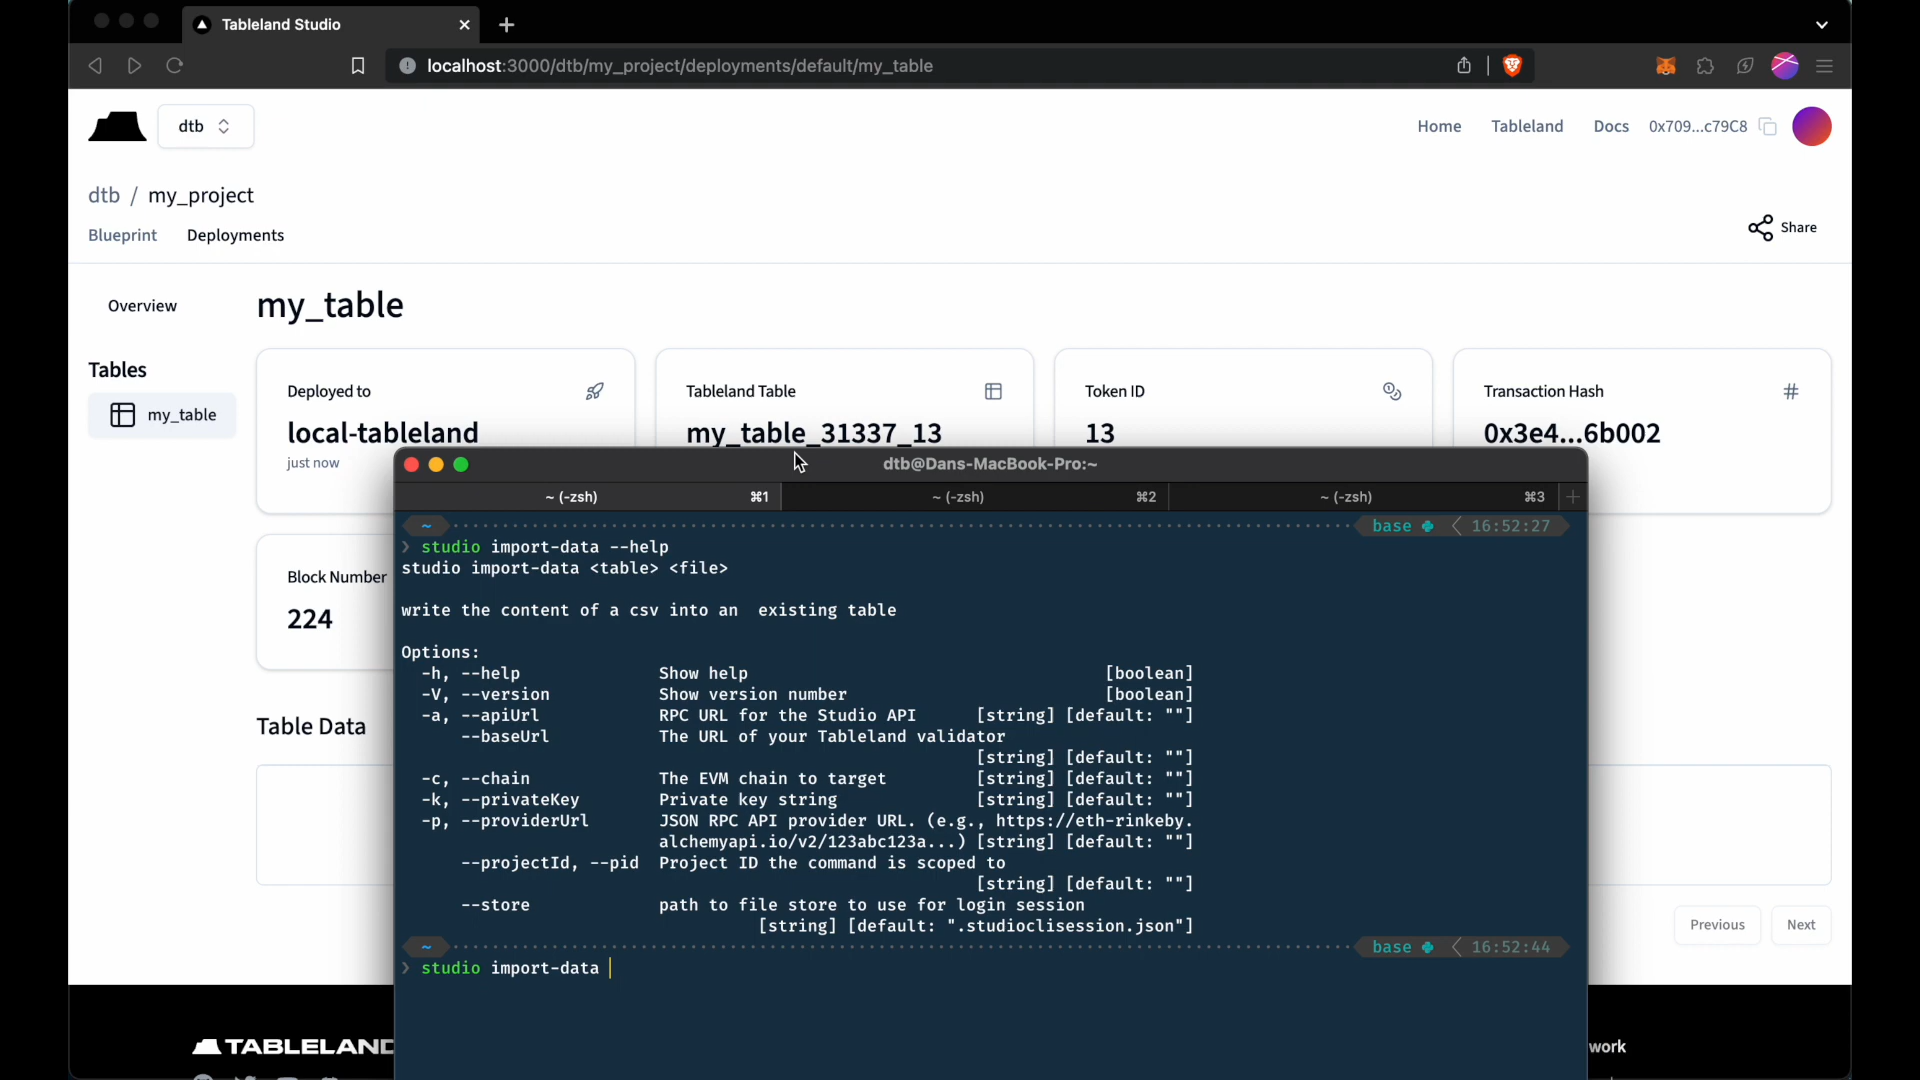 Tableland Studio
localhost:3000/dtb/my_project/deployments/default/my_table
dtb
Home
Tableland
Docs
0x709...c79C8
dtb / my_project
Blueprint
Deployments
Share
Overview
my_table
Tables
my_table
Deployed to
local-tableland
just now
Tableland Table
my_table_31337_13
Token ID
13
Transaction Hash
#
0x3e4...6b002
Block Number
224
Table Data
Previous
Next
TABLELAND
work
dtb@Dans-MacBook-Pro:~
~ (-zsh) ⌘1
~ (-zsh) ⌘2
~ (-zsh) ⌘3
~ base 16:52:27
❯ studio import-data --help
studio import-data <table> <file>
write the content of a csv into an  existing table
Options:
-h, --help Show help [boolean]
-V, --version Show version number [boolean]
-a, --apiUrl RPC URL for the Studio API [string] [default: ""]
--baseUrl The URL of your Tableland validator
[string] [default: ""]
-c, --chain The EVM chain to target [string] [default: ""]
-k, --privateKey Private key string [string] [default: ""]
-p, --providerUrl JSON RPC API provider URL. (e.g., https://eth-rinkeby.
alchemyapi.io/v2/123abc123a...) [string] [default: ""]
--projectId, --pid Project ID the command is scoped to
[string] [default: ""]
--store path to file store to use for login session
[string] [default: ".studioclisession.json"]
~ base 16:52:44
❯ studio import-data